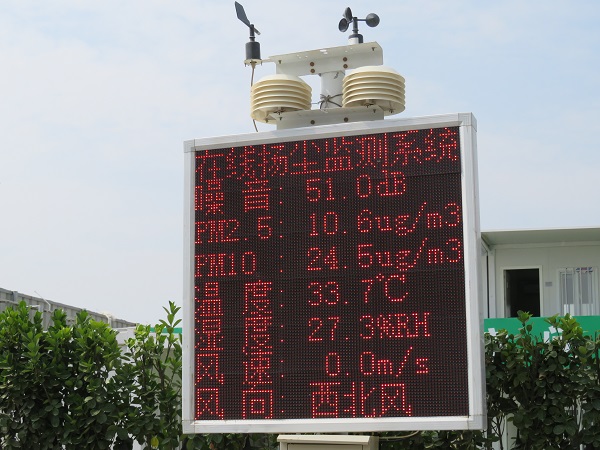 在线扬尘监测系统
噪 音: 51.0dB
PM2.5: 10.6ug/m3
PM10 : 24.5ug/m3
温 度: 33.7℃
湿 度: 27.3%RH
风 速: 0.0m/s
风 向: 西北风